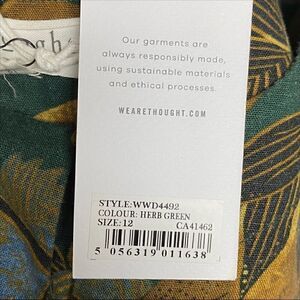 Our garments are
always responsibly made,
using sustainable materials
and ethical processes.
WEARETHOUGHT.COM
STYLE:WWD4492
COLOUR: HERB GREEN
SIZE:12 CA41462
5 056319 011638